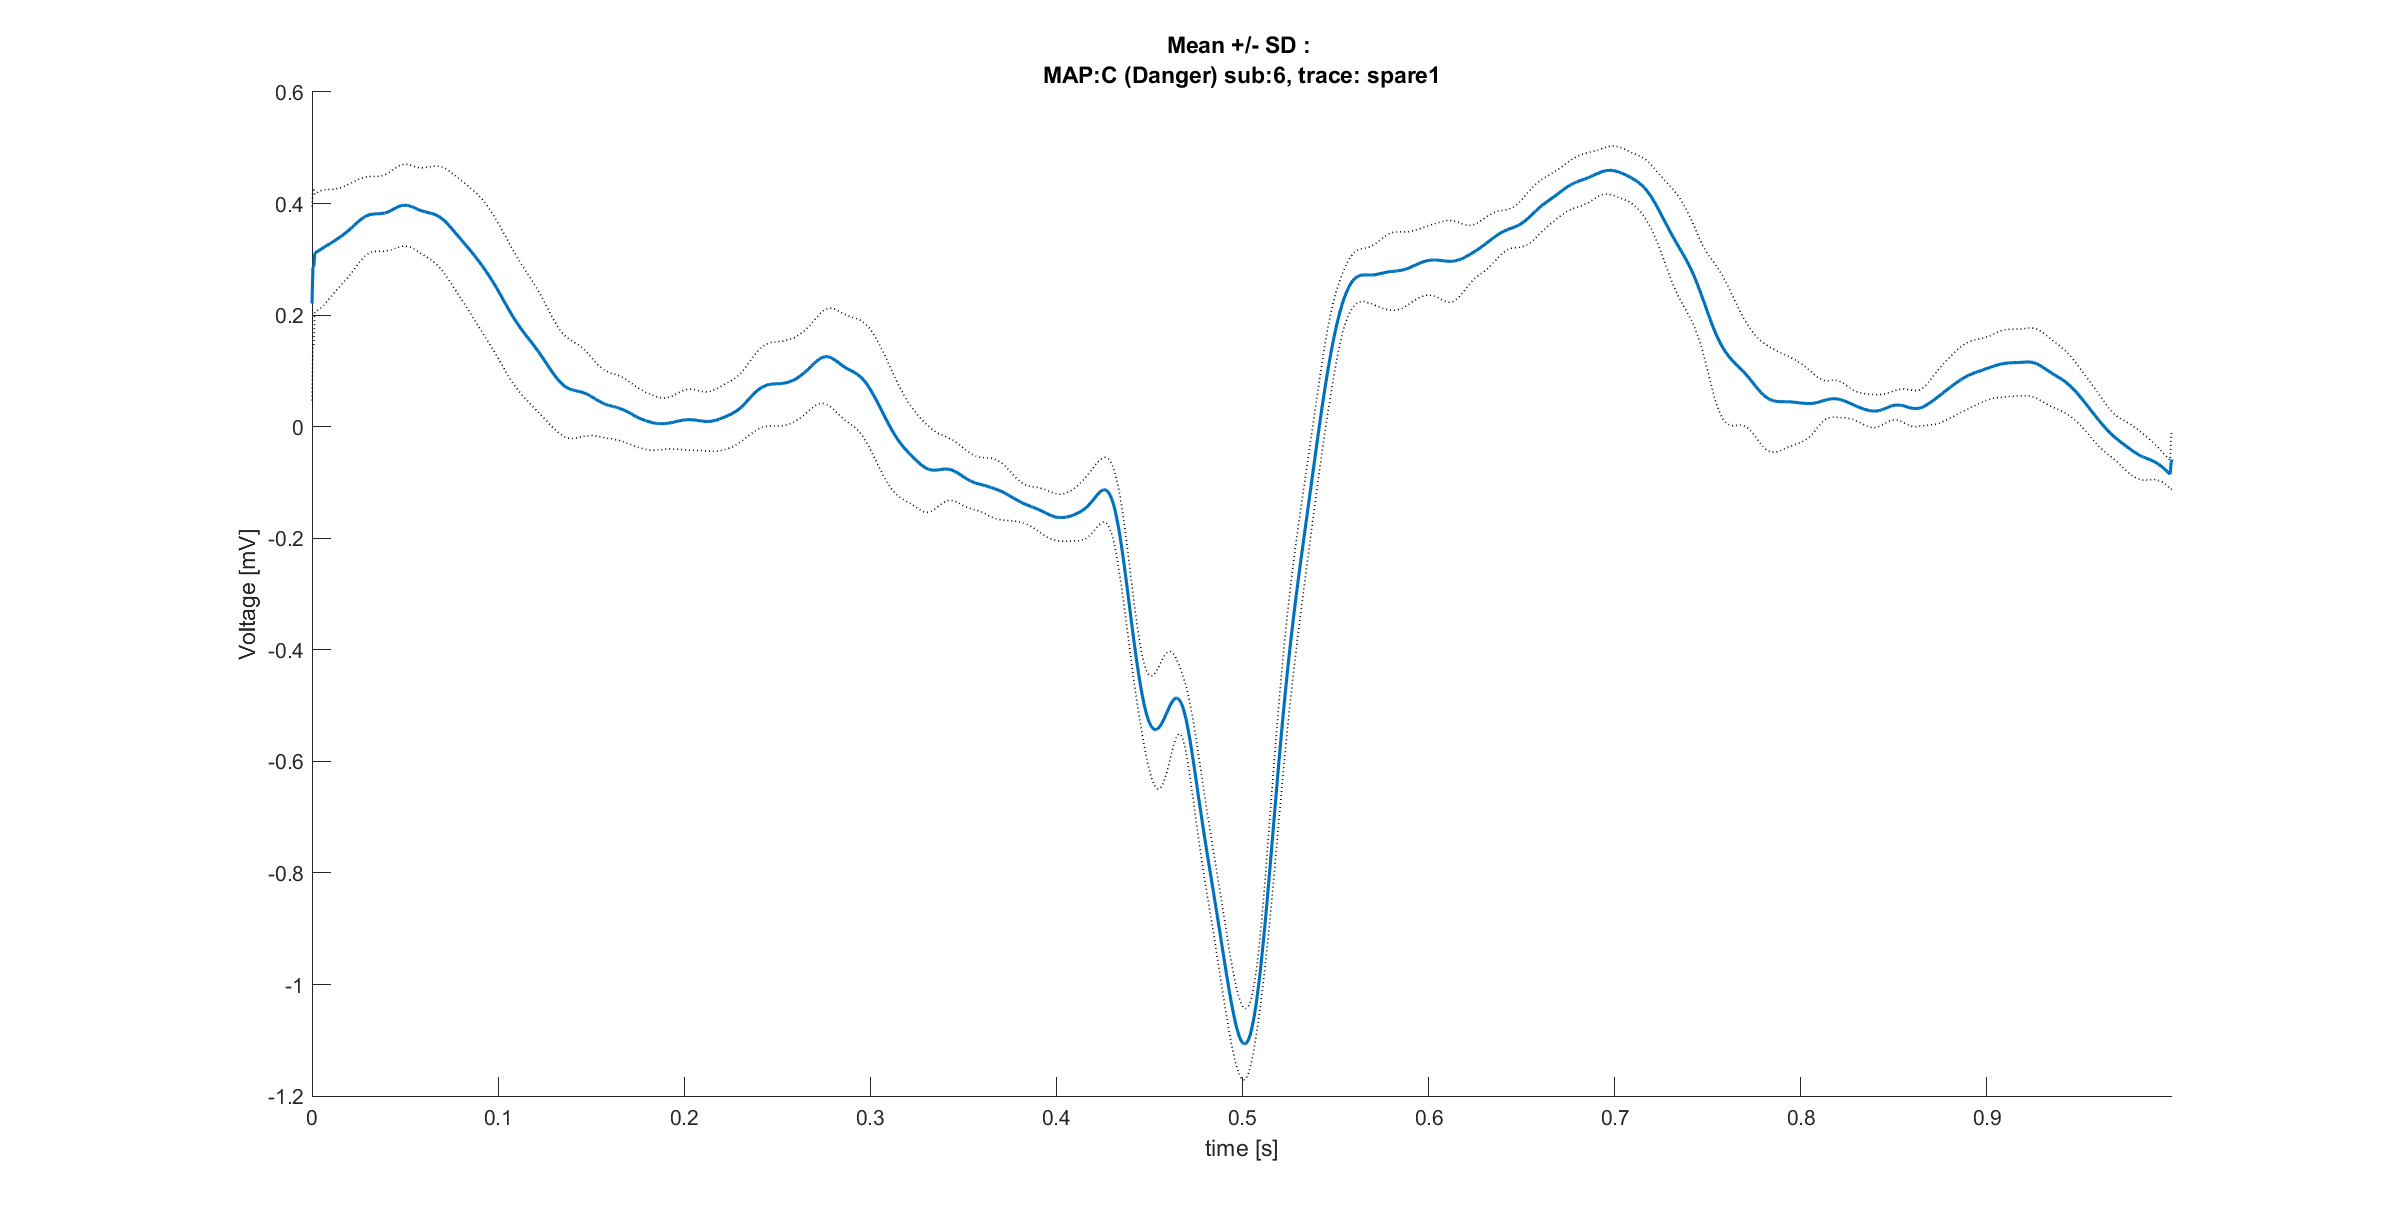 Mean +/- SD :
MAP:C (Danger) sub:6, trace: spare1
0.6
0.4
0.2
0
-0.2
-0.4
-0.6
-0.8
-1
-1.2
Voltage [mV]
0 0.1 0.2 0.3 0.4 0.5 0.6 0.7 0.8 0.9
time [s]